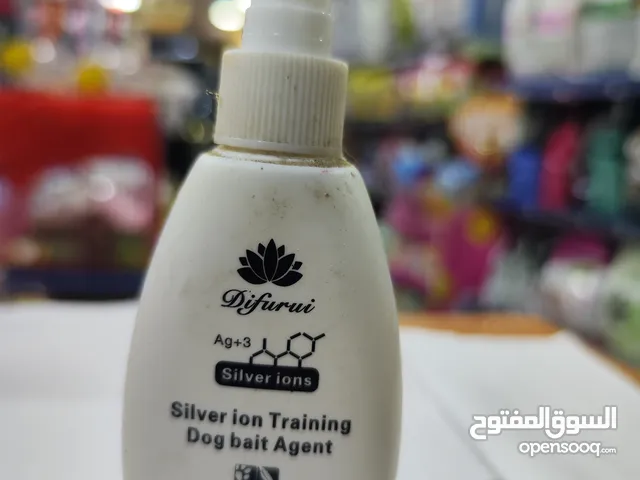 Difurui
Ag+3
Silver ions
Silver ion Training
Dog bait Agent
السوق المفتوح
opensooq.com